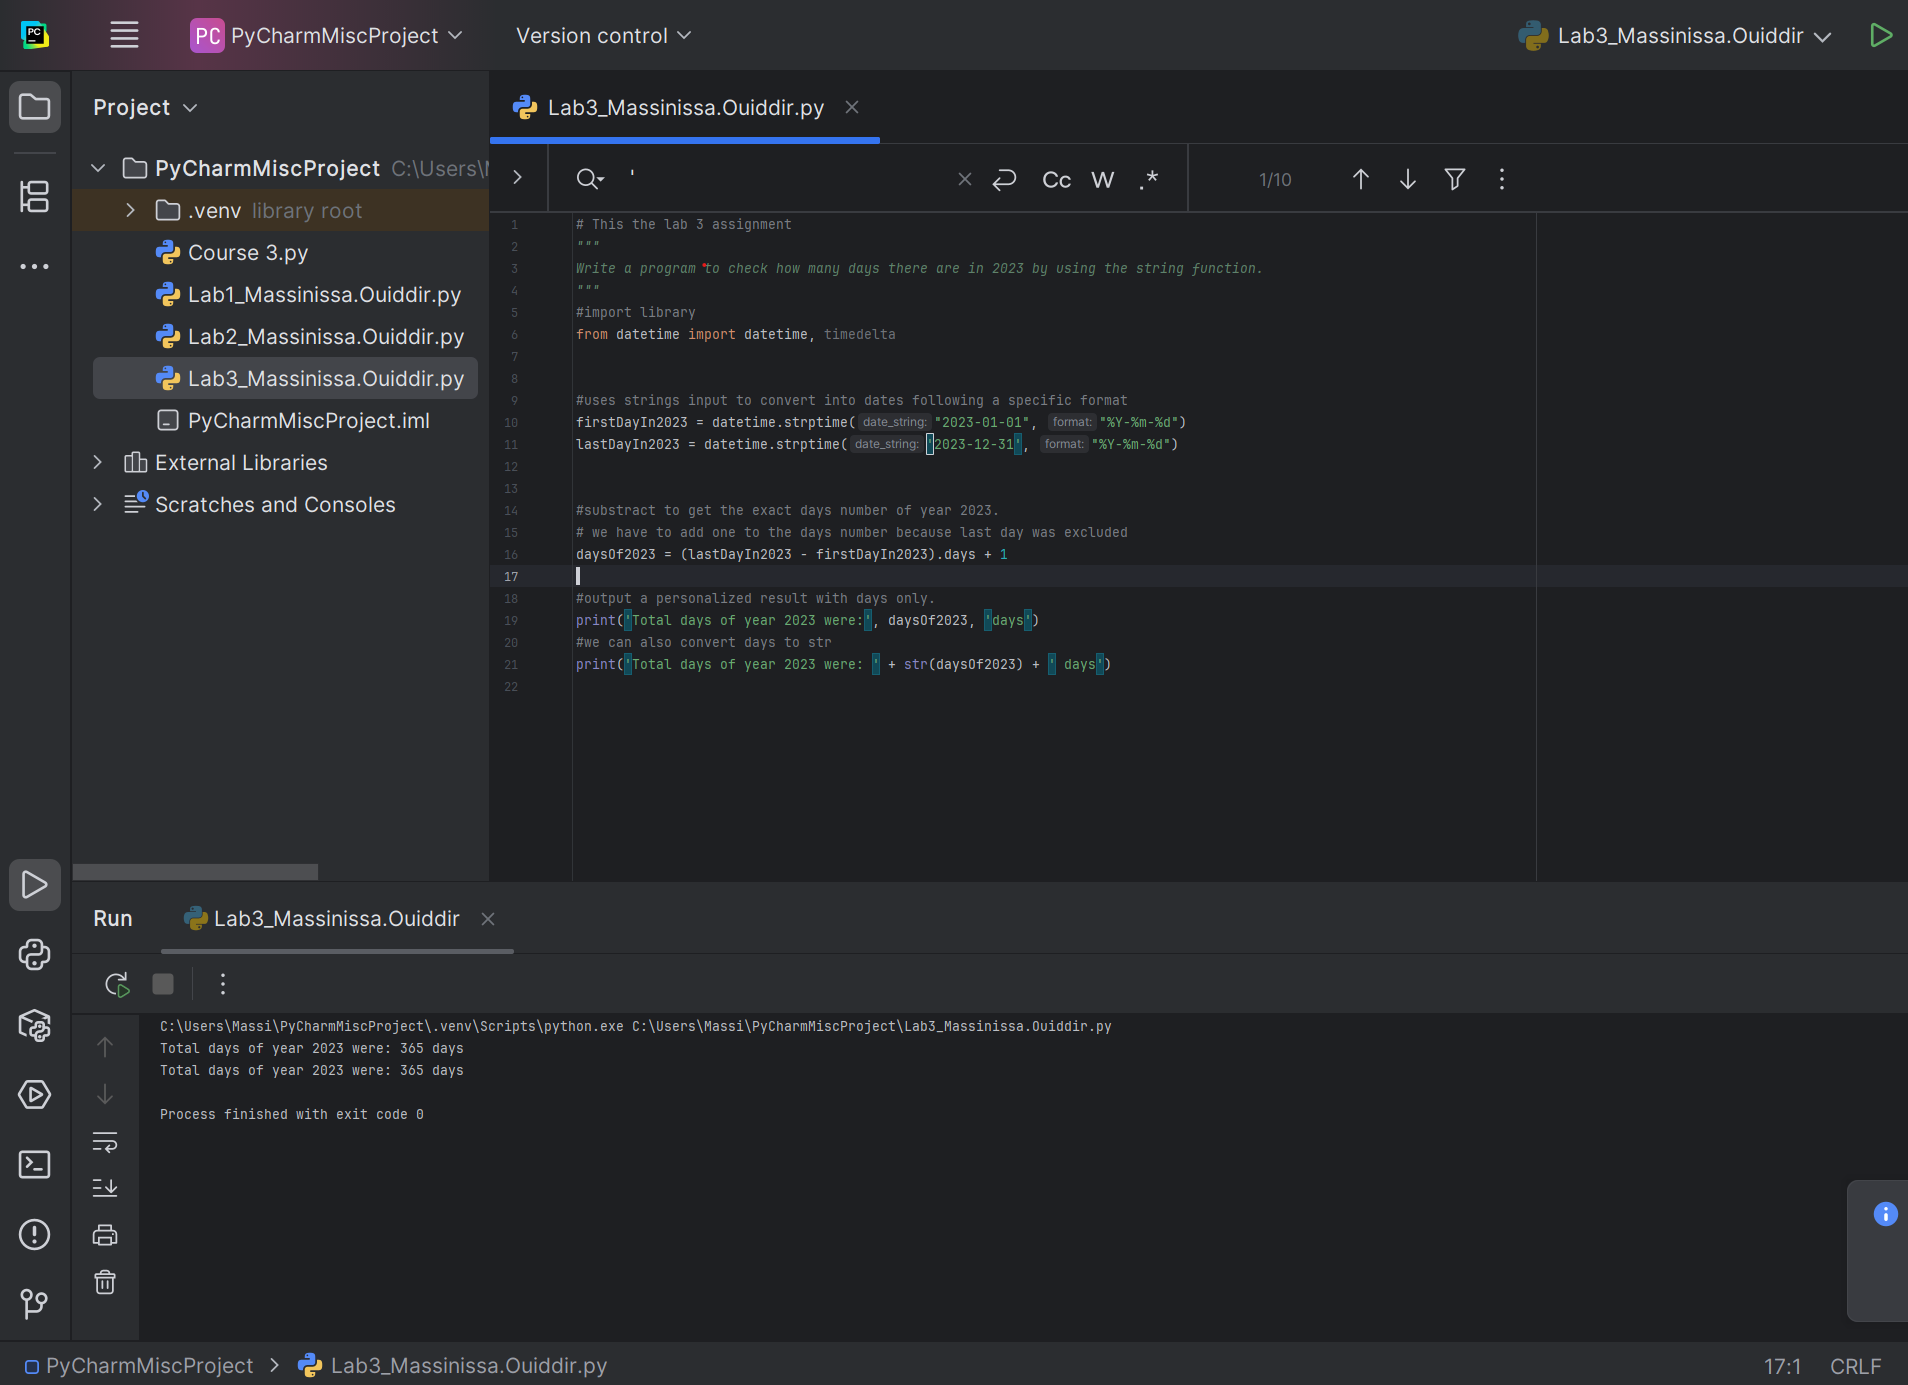 PC PyCharmMiscProject Version control Lab3_Massinissa.Ouiddir
Project
Lab3_Massinissa.Ouiddir.py
PyCharmMiscProject C:\Users\
.venv library root
Course 3.py
Lab1_Massinissa.Ouiddir.py
Lab2_Massinissa.Ouiddir.py
Lab3_Massinissa.Ouiddir.py
PyCharmMiscProject.iml
External Libraries
Scratches and Consoles
' Cc W .* 1/10
1 # This the lab 3 assignment
2 """
3 Write a program to check how many days there are in 2023 by using the string function.
4 """
5 #import library
6 from datetime import datetime, timedelta
7
8
9 #uses strings input to convert into dates following a specific format
10 firstDayIn2023 = datetime.strptime( date_string: "2023-01-01", format: "%Y-%m-%d")
11 lastDayIn2023 = datetime.strptime( date_string: '2023-12-31', format: "%Y-%m-%d")
12
13
14 #substract to get the exact days number of year 2023.
15 # we have to add one to the days number because last day was excluded
16 daysOf2023 = (lastDayIn2023 - firstDayIn2023).days + 1
17
18 #output a personalized result with days only.
19 print('Total days of year 2023 were:', daysOf2023, 'days')
20 #we can also convert days to str
21 print('Total days of year 2023 were: ' + str(daysOf2023) + ' days')
22
Run Lab3_Massinissa.Ouiddir
C:\Users\Massi\PyCharmMiscProject\.venv\Scripts\python.exe C:\Users\Massi\PyCharmMiscProject\Lab3_Massinissa.Ouiddir.py
Total days of year 2023 were: 365 days
Total days of year 2023 were: 365 days
Process finished with exit code 0
PyCharmMiscProject > Lab3_Massinissa.Ouiddir.py 17:1 CRLF